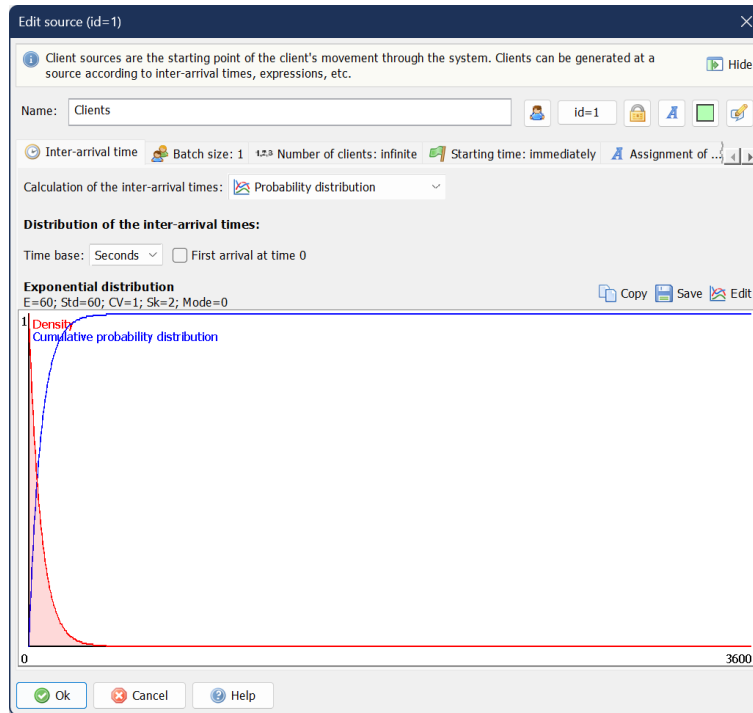 Edit source (id=1)
Client sources are the starting point of the client's movement through the system. Clients can be generated at a
source according to inter-arrival times, expressions, etc.
Hide
Name: Clients id=1 A
Inter-arrival time Batch size: 1 1,2,3 Number of clients: infinite Starting time: immediately A Assignment of ...
Calculation of the inter-arrival times: Probability distribution
Distribution of the inter-arrival times:
Time base: Seconds First arrival at time 0
Exponential distribution
E=60; Std=60; CV=1; Sk=2; Mode=0
Copy Save Edit
1 Density
Cumulative probability distribution
0 3600
Ok Cancel Help